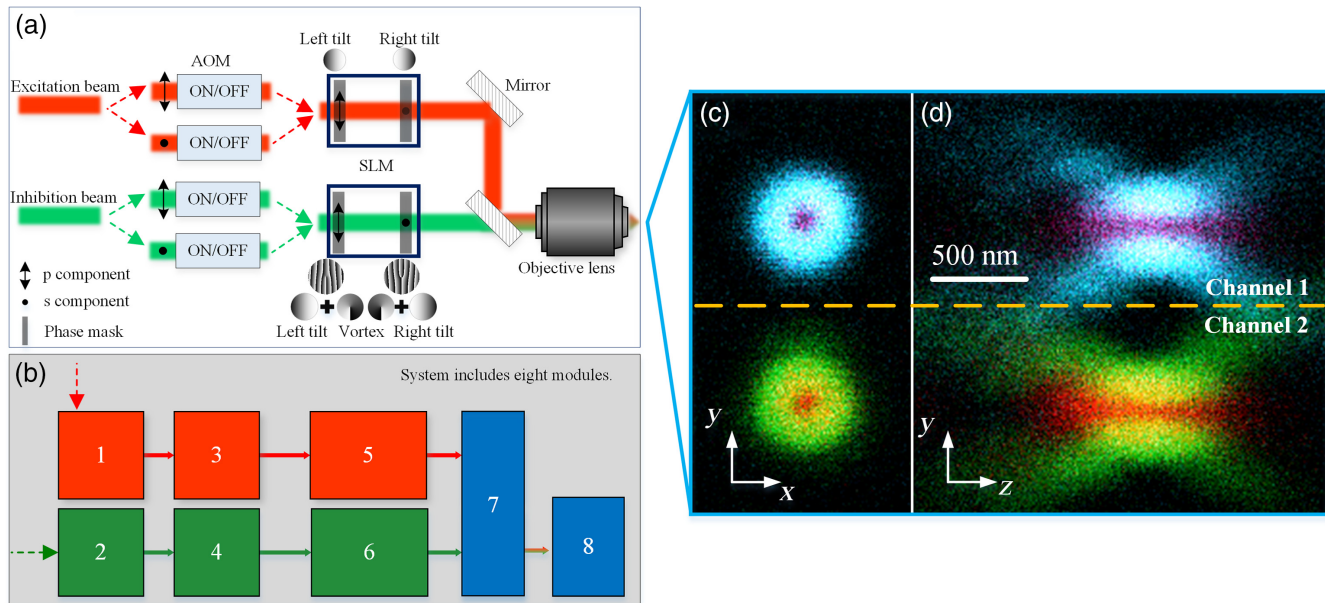 (a)
Left tilt
Right tilt
AOM
Excitation beam
ON/OFF
Mirror
ON/OFF
SLM
Inhibition beam
ON/OFF
ON/OFF
Objective lens
p component
s component
Phase mask
Left tilt
Vortex
Right tilt
(b)
System includes eight modules.
1
3
5
7
2
4
6
8
(c)
(d)
500 nm
Channel 1
Channel 2
y
x
y
z